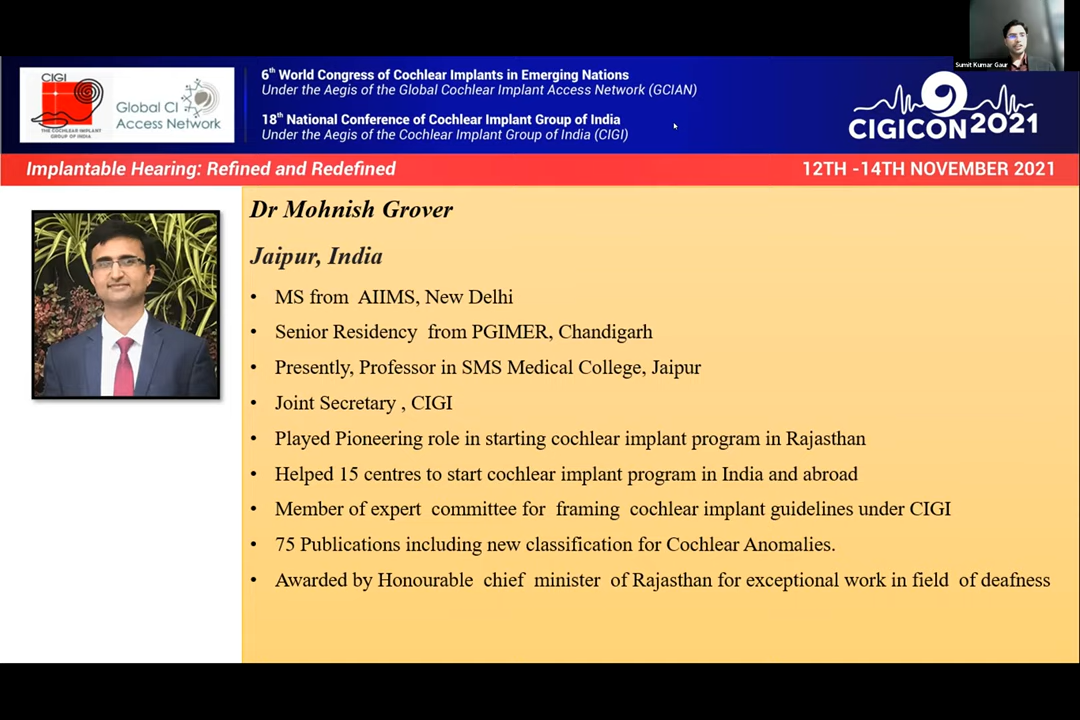 Sumit Kumar Gaur
CIGI
THE COCHLEAR IMPLANT
GROUP OF INDIA
Global CI
Access Network
6th World Congress of Cochlear Implants in Emerging Nations
Under the Aegis of the Global Cochlear Implant Access Network (GCIAN)
18th National Conference of Cochlear Implant Group of India
Under the Aegis of the Cochlear Implant Group of India (CIGI)
CIGICON 2021
Implantable Hearing: Refined and Redefined
12TH -14TH NOVEMBER 2021
Dr Mohnish Grover
Jaipur, India
• MS from AIIMS, New Delhi
• Senior Residency from PGIMER, Chandigarh
• Presently, Professor in SMS Medical College, Jaipur
• Joint Secretary , CIGI
• Played Pioneering role in starting cochlear implant program in Rajasthan
• Helped 15 centres to start cochlear implant program in India and abroad
• Member of expert committee for framing cochlear implant guidelines under CIGI
• 75 Publications including new classification for Cochlear Anomalies.
• Awarded by Honourable chief minister of Rajasthan for exceptional work in field of deafness